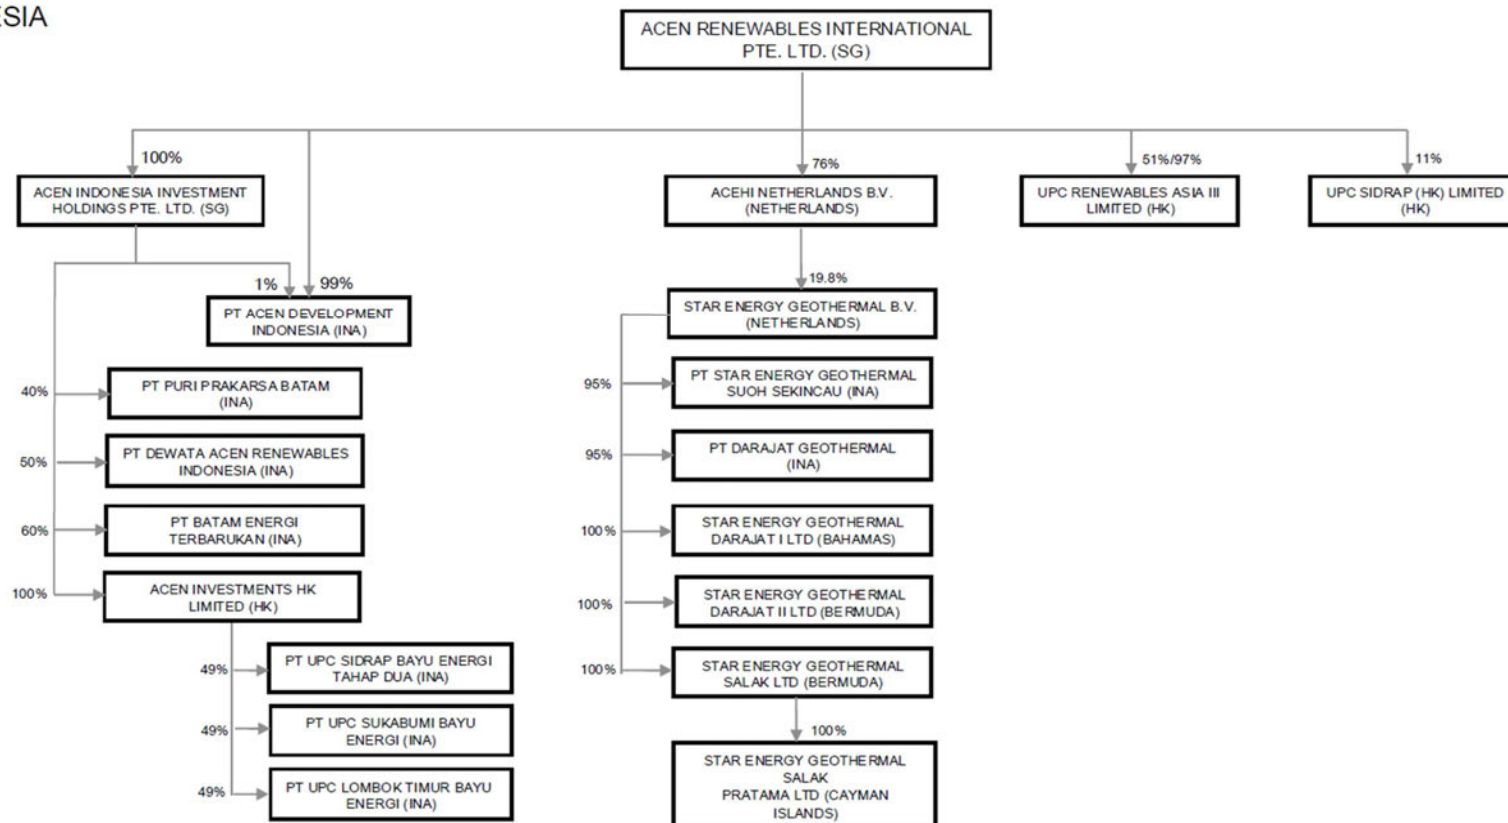 ESIA
ACEN RENEWABLES INTERNATIONAL
PTE. LTD. (SG)
100%
76%
51%/97%
11%
ACEN INDONESIA INVESTMENT
HOLDINGS PTE. LTD. (SG)
ACEHI NETHERLANDS B.V.
(NETHERLANDS)
UPC RENEWABLES ASIA III
LIMITED (HK)
UPC SIDRAP (HK) LIMITED
(HK)
1%
99%
PT ACEN DEVELOPMENT
INDONESIA (INA)
40%
PT PURI PRAKARSA BATAM
(INA)
50%
PT DEWATA ACEN RENEWABLES
INDONESIA (INA)
60%
PT BATAM ENERGI
TERBARUKAN (INA)
100%
ACEN INVESTMENTS HK
LIMITED (HK)
49%
PT UPC SIDRAP BAYU ENERGI
TAHAP DUA (INA)
49%
PT UPC SUKABUMI BAYU
ENERGI (INA)
49%
PT UPC LOMBOK TIMUR BAYU
ENERGI (INA)
19.8%
STAR ENERGY GEOTHERMAL B.V.
(NETHERLANDS)
95%
PT STAR ENERGY GEOTHERMAL
SUOH SEKINCAU (INA)
95%
PT DARAJAT GEOTHERMAL
(INA)
100%
STAR ENERGY GEOTHERMAL
DARAJAT I LTD (BAHAMAS)
100%
STAR ENERGY GEOTHERMAL
DARAJAT II LTD (BERMUDA)
100%
STAR ENERGY GEOTHERMAL
SALAK LTD (BERMUDA)
100%
STAR ENERGY GEOTHERMAL
SALAK
PRATAMA LTD (CAYMAN
ISLANDS)